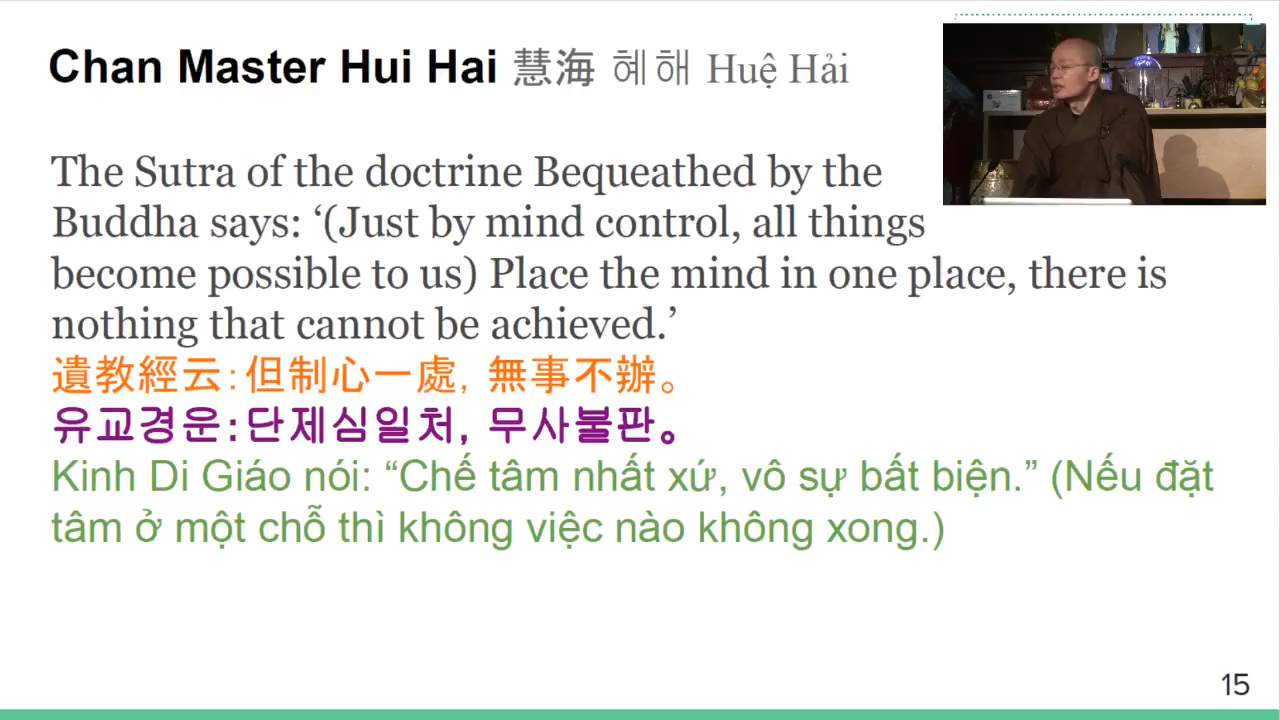 Chan Master Hui Hai 慧海 혜해 Huệ Hải
The Sutra of the doctrine Bequeathed by the
Buddha says: ‘(Just by mind control, all things
become possible to us) Place the mind in one place, there is
nothing that cannot be achieved.’
遺教經云：但制心一處，無事不辦。
유교경운:단제심일처, 무사불판。
Kinh Di Giáo nói: “Chế tâm nhất xứ, vô sự bất biện.” (Nếu đặt
tâm ở một chỗ thì không việc nào không xong.)
15